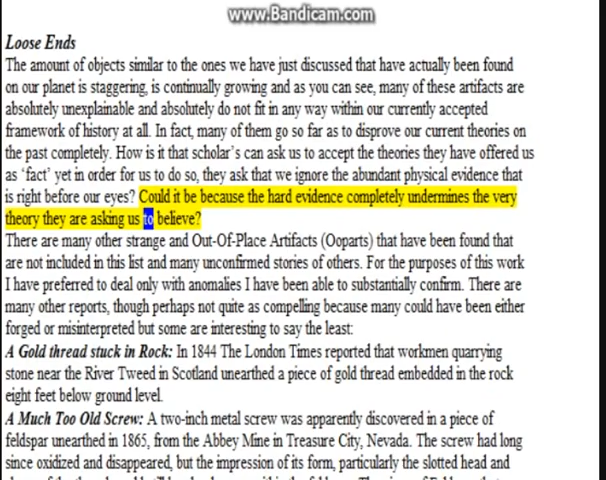 www.Bandicam.com
Loose Ends
The amount of objects similar to the ones we have just discussed that have actually been found
on our planet is staggering, is continually growing and as you can see, many of these artifacts are
absolutely unexplainable and absolutely do not fit in any way within our currently accepted
framework of history at all. In fact, many of them go so far as to disprove our current theories on
the past completely. How is it that scholar's can ask us to accept the theories they have offered us
as 'fact' yet in order for us to do so, they ask that we ignore the abundant physical evidence that
is right before our eyes? Could it be because the hard evidence completely undermines the very
theory they are asking us to believe?
There are many other strange and Out-Of-Place Artifacts (Ooparts) that have been found that
are not included in this list and many unconfirmed stories of others. For the purposes of this work
I have preferred to deal only with anomalies I have been able to substantially confirm. There are
many other reports, though perhaps not quite as compelling because many could have been either
forged or misinterpreted but some are interesting to say the least:
A Gold thread stuck in Rock: In 1844 The London Times reported that workmen quarrying
stone near the River Tweed in Scotland unearthed a piece of gold thread embedded in the rock
eight feet below ground level.
A Much Too Old Screw: A two-inch metal screw was apparently discovered in a piece of
feldspar unearthed in 1865, from the Abbey Mine in Treasure City, Nevada. The screw had long
since oxidized and disappeared, but the impression of its form, particularly the slotted head and